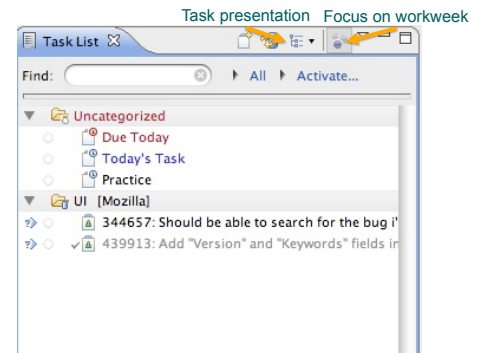 Task presentation Focus on workweek
Task List
Find: All Activate...
Uncategorized
Due Today
Today's Task
Practice
UI [Mozilla]
344657: Should be able to search for the bug i'
439913: Add "Version" and "Keywords" fields in